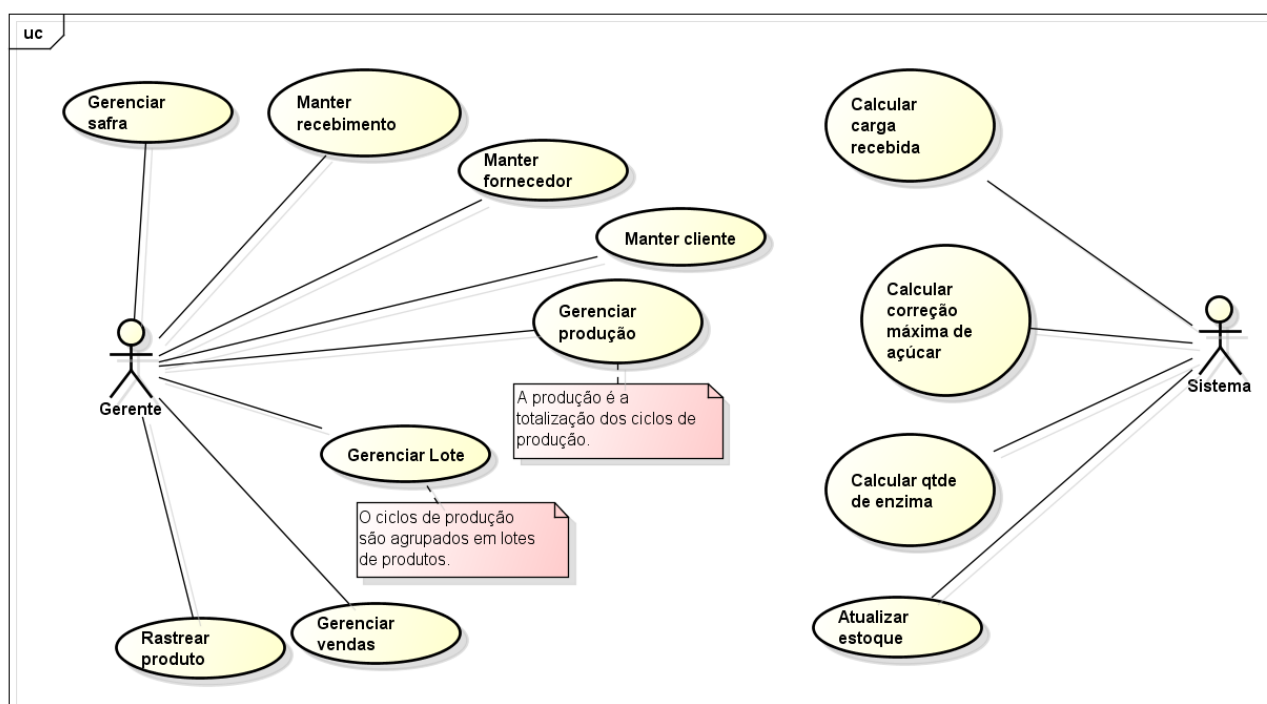 uc
Gerenciar
safra
Manter
recebimento
Manter
fornecedor
Manter cliente
Gerenciar
produção
A produção é a
totalização dos ciclos de
produção.
Gerente
Gerenciar Lote
O ciclos de produção
são agrupados em lotes
de produtos.
Rastrear
produto
Gerenciar
vendas
Calcular
carga
recebida
Calcular
correção
máxima de
açúcar
Sistema
Calcular qtde
de enzima
Atualizar
estoque